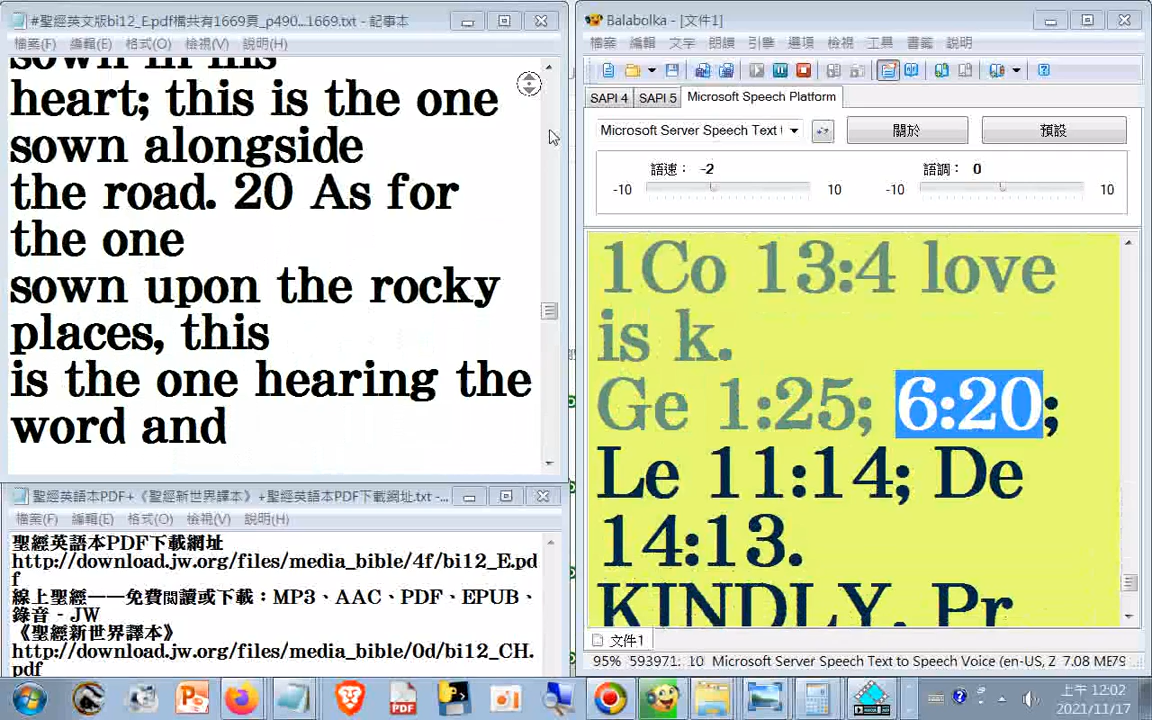 #聖經英文版bi12_E.pdf檔共有1669頁_p490...1669.txt - 記事本
檔案(F) 編輯(E) 格式(O) 檢視(V) 說明(H)
sown in his
heart; this is the one
sown alongside
the road. 20 As for
the one
sown upon the rocky
places, this
is the one hearing the
word and
聖經英語本PDF+《聖經新世界譯本》+聖經英語本PDF下載網址.txt - ...
檔案(F) 編輯(E) 格式(O) 檢視(V) 說明(H)
聖經英語本PDF下載網址
http://download.jw.org/files/media_bible/4f/bi12_E.pd
f
線上聖經——免費閱讀或下載：MP3、AAC、PDF、EPUB、
錄音 - JW
《聖經新世界譯本》
http://download.jw.org/files/media_bible/0d/bi12_CH.
pdf
Balabolka - [文件1]
檔案 編輯 文字 朗讀 引擎 選項 檢視 工具 書籤 說明
SAPI 4 SAPI 5 Microsoft Speech Platform
Microsoft Server Speech Text 關於 預設
語速： -2 語調： 0
-10 10 -10 10
1Co 13:4 love
is k.
Ge 1:25; 6:20;
Le 11:14; De
14:13.
KINDLY, Pr
文件1
95% 593971: 10 Microsoft Server Speech Text to Speech Voice (en-US, Z 7.08 ME79
上午 12:02
2021/11/17